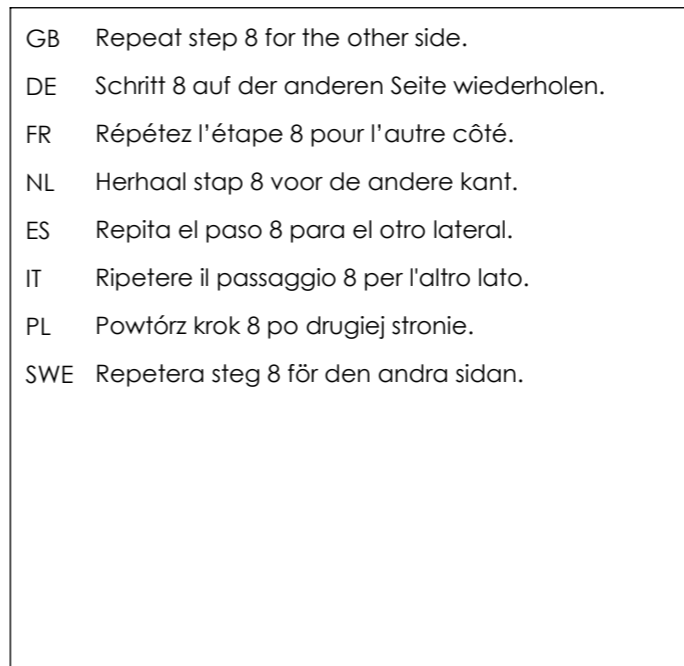 GB Repeat step 8 for the other side.
DE Schritt 8 auf der anderen Seite wiederholen.
FR Répétez l’étape 8 pour l’autre côté.
NL Herhaal stap 8 voor de andere kant.
ES Repita el paso 8 para el otro lateral.
IT Ripetere il passaggio 8 per l'altro lato.
PL Powtórz krok 8 po drugiej stronie.
SWE Repetera steg 8 för den andra sidan.